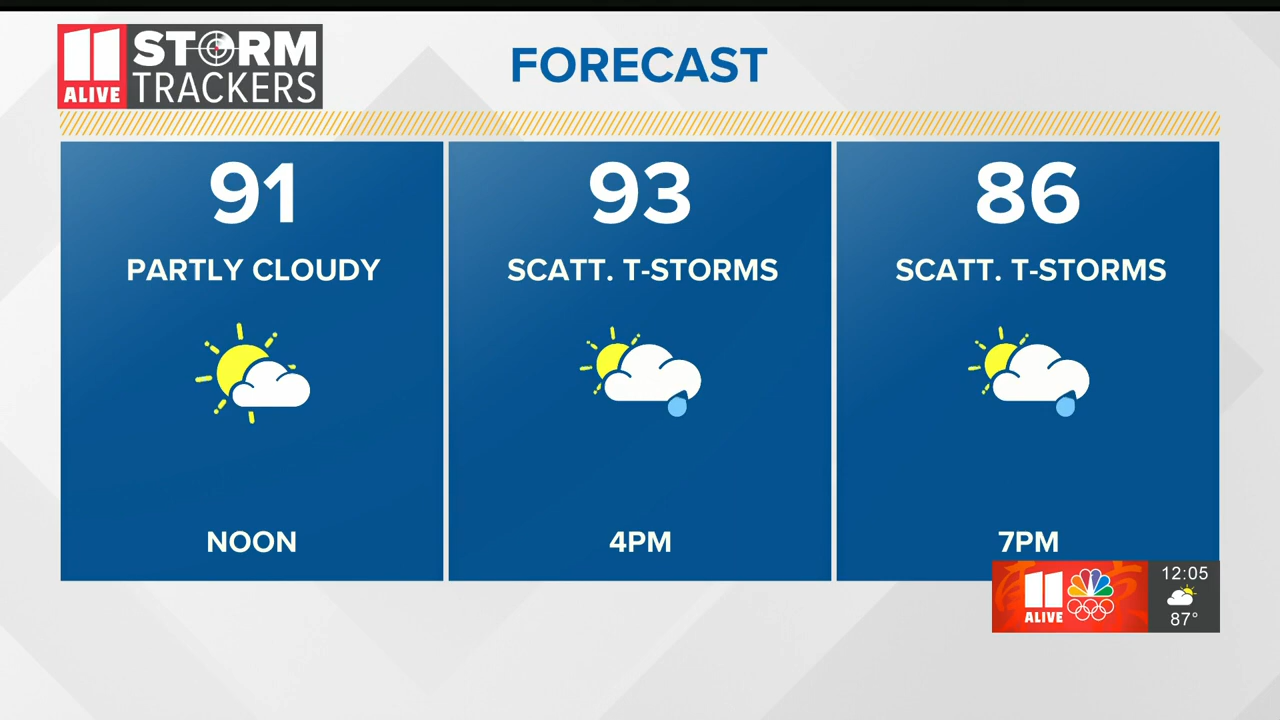 11 ALIVE
STORM
TRACKERS
FORECAST
91
PARTLY CLOUDY
NOON
93
SCATT. T-STORMS
4PM
86
SCATT. T-STORMS
7PM
11 ALIVE
12:05
87°